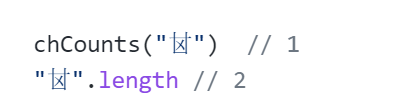 chCounts("")  // 1
"".length // 2